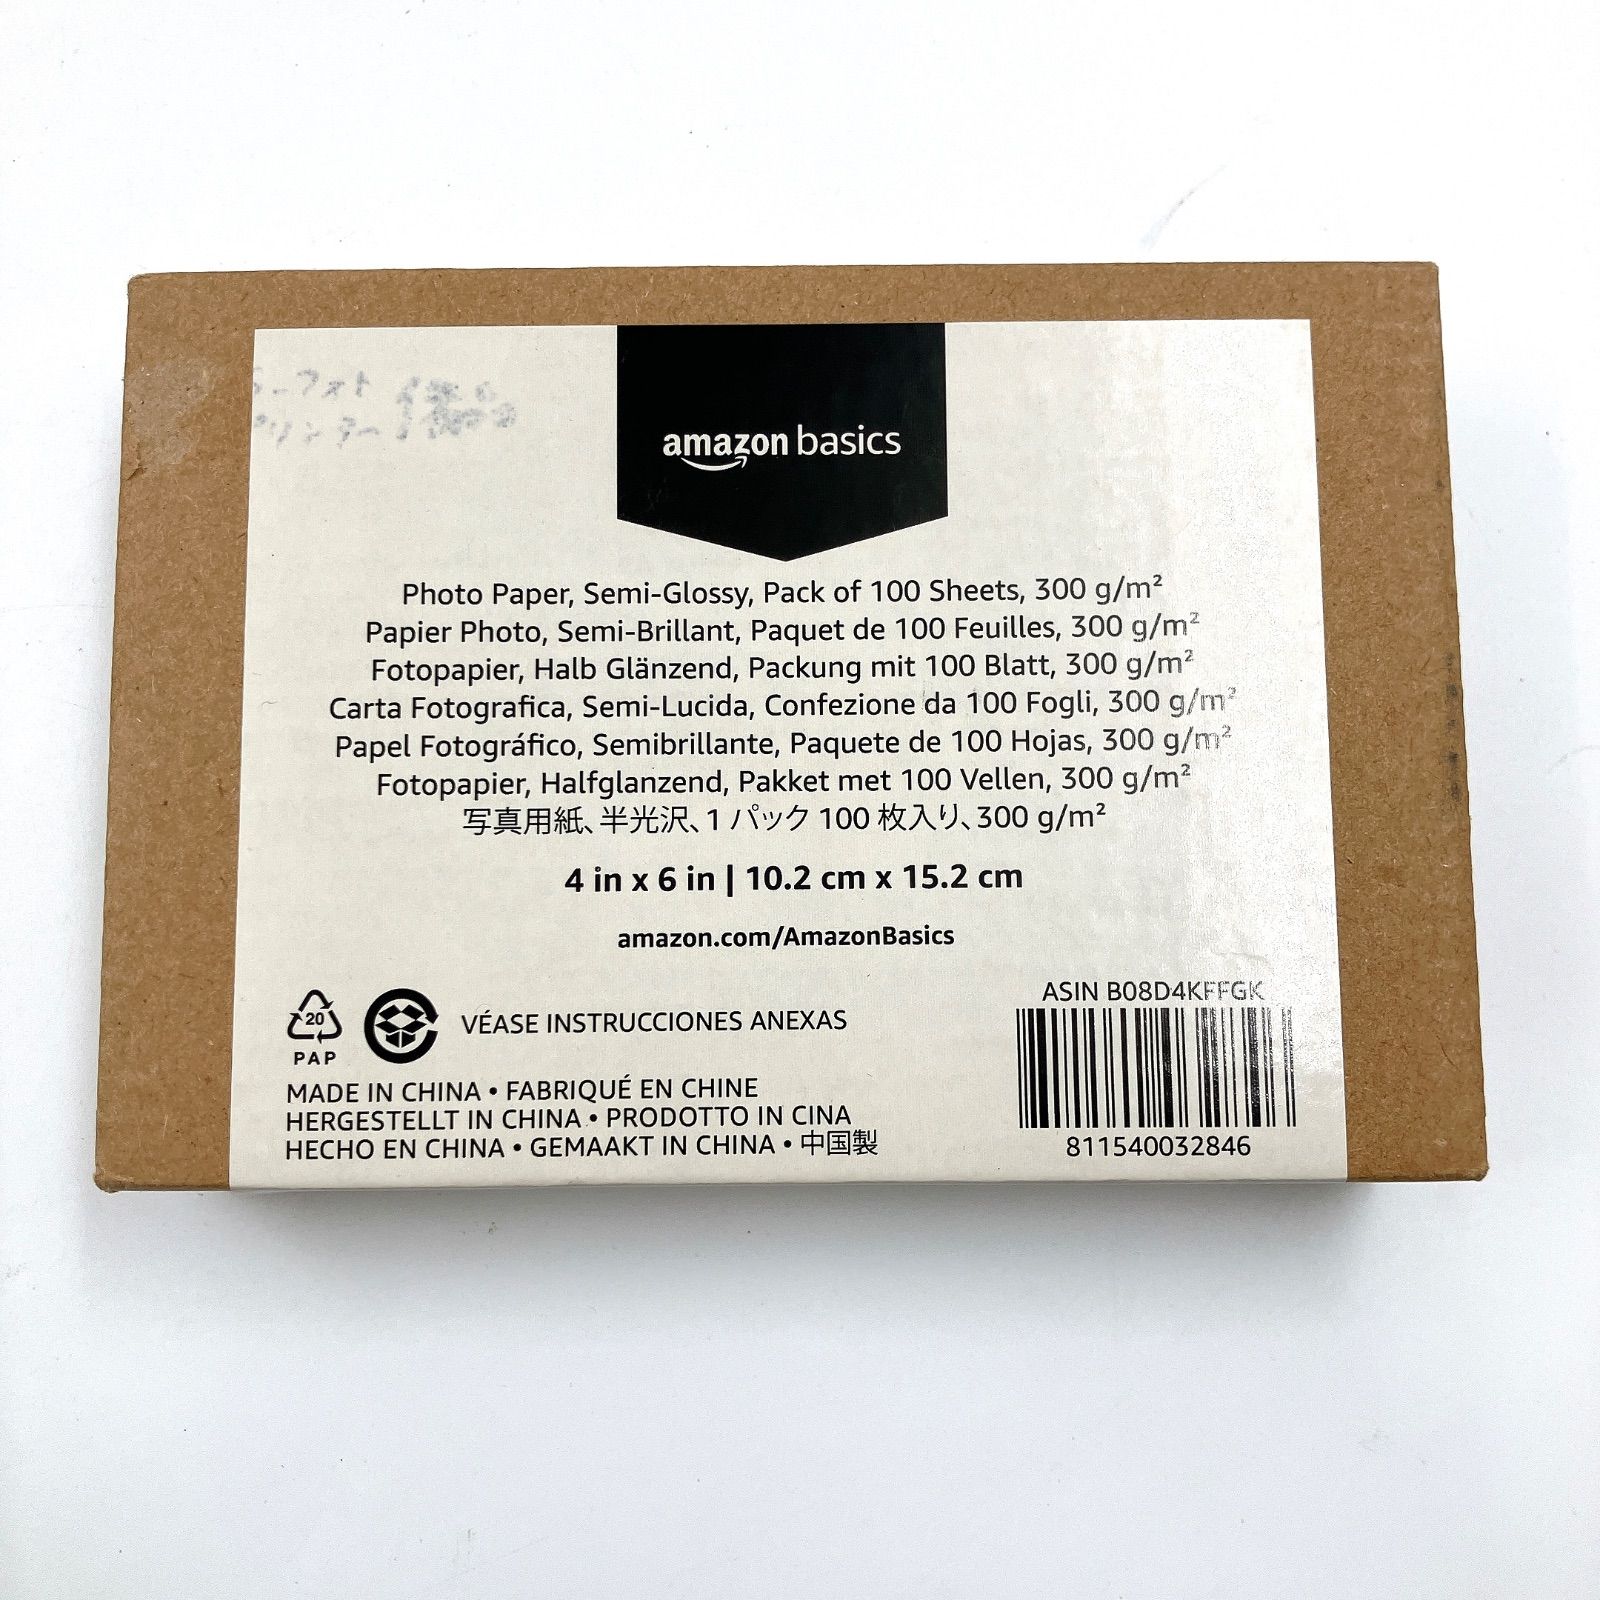 amazon basics
Photo Paper, Semi-Glossy, Pack of 100 Sheets, 300 g/m²
Papier Photo, Semi-Brillant, Paquet de 100 Feuilles, 300 g/m²
Fotopapier, Halb Glänzend, Packung mit 100 Blatt, 300 g/m²
Carta Fotografica, Semi-Lucida, Confezione da 100 Fogli, 300 g/m²
Papel Fotográfico, Semibrillante, Paquete de 100 Hojas, 300 g/m²
Fotopapier, Halfglanzend, Pakket met 100 Vellen, 300 g/m²
写真用紙、半光沢、1 パック 100 枚入り、300 g/m²
4 in x 6 in | 10.2 cm x 15.2 cm
amazon.com/AmazonBasics
ASIN B08D4KFFGK
20
PAP
VÉASE INSTRUCCIONES ANEXAS
MADE IN CHINA • FABRIQUÉ EN CHINE
HERGESTELLT IN CHINA • PRODOTTO IN CINA
HECHO EN CHINA • GEMAAKT IN CHINA • 中国製
811540032846